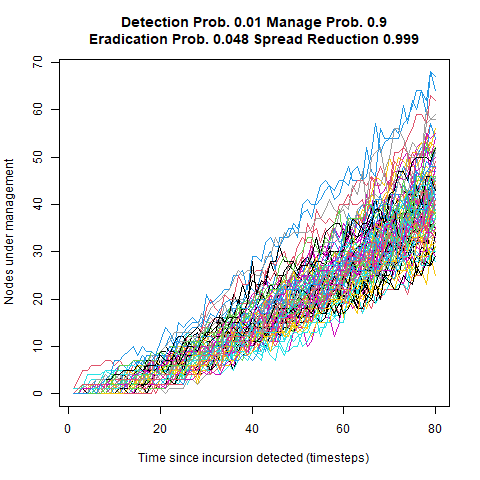 Detection Prob. 0.01 Manage Prob. 0.9
Eradication Prob. 0.048 Spread Reduction 0.999
Nodes under management
70
60
50
40
30
20
10
0
0 20 40 60 80
Time since incursion detected (timesteps)